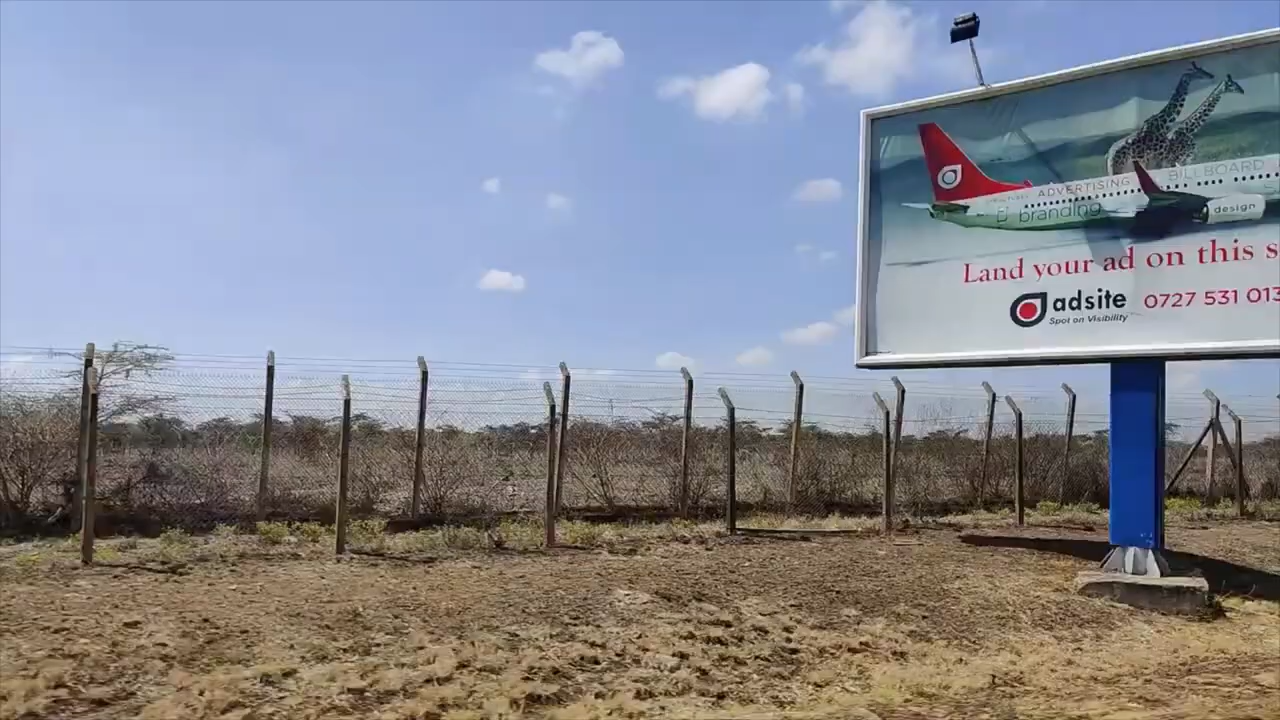 ADVERTISING BILLBOARD
branding
design
Land your ad on this s
adsite 0727 531 013
Spot on Visibility